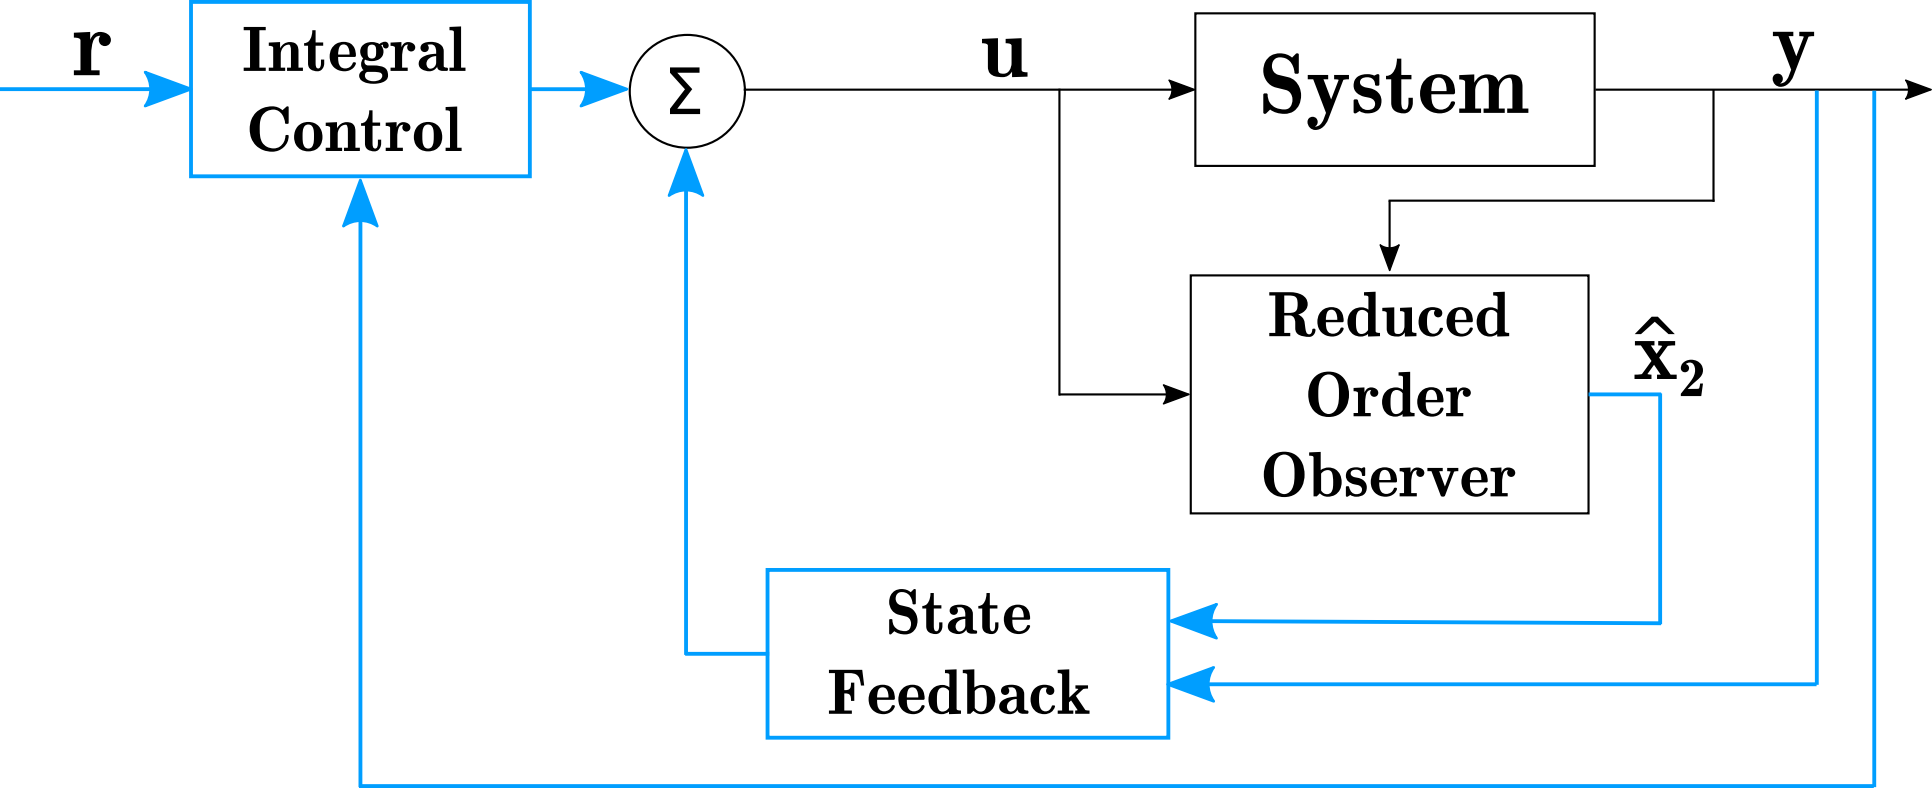 r
Integral
Control
Σ
u
System
y
Reduced
Order
Observer
x̂₂
State
Feedback